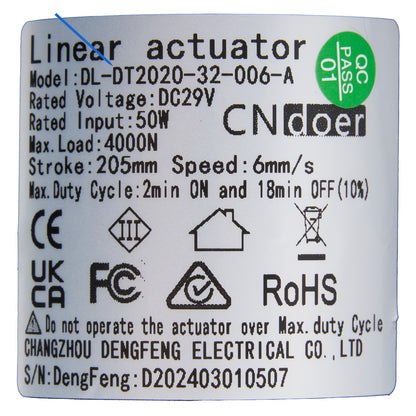 Linear actuator
QC
PASS
01
Model:DL-DT2020-32-006-A
Rated Voltage:DC29V
Rated Input:50W
CNdoer
Max.Load:4000N
Stroke:205mm Speed:6mm/s
Max.Duty Cycle:2min ON and 18min OFF(10%)
CE
III
UK
CA
FC
RoHS
Do not operate the actuator over Max.duty Cycle
CHANGZHOU DENGFENG ELECTRICAL CO.,LTD
S/N:DengFeng:D202403010507